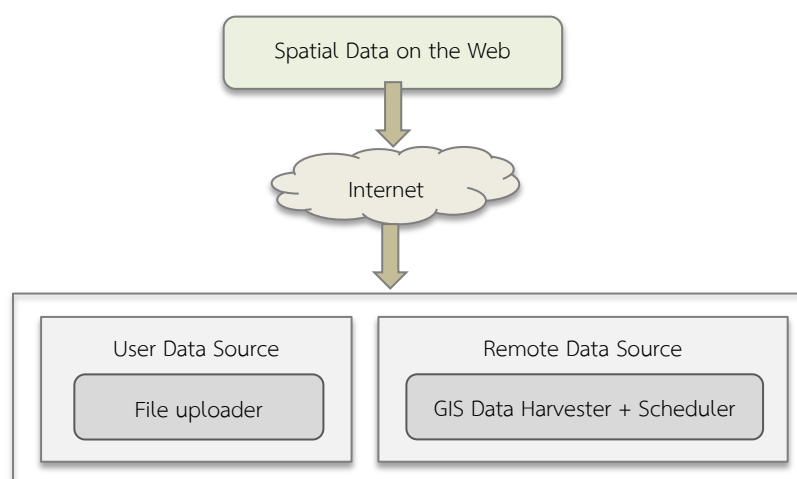 Spatial Data on the Web
Internet
User Data Source
Remote Data Source
File uploader
GIS Data Harvester + Scheduler